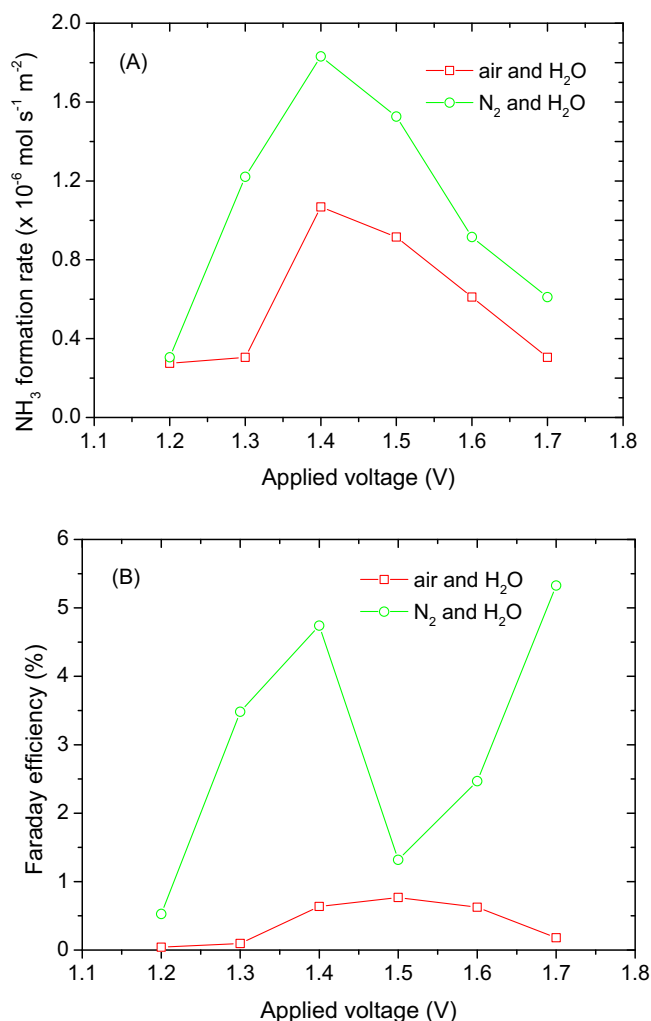 (A)
air and H₂O
N₂ and H₂O
NH₃ formation rate (x 10⁻⁶ mol s⁻¹ m⁻²)
2.0
1.6
1.2
0.8
0.4
0.0
1.1 1.2 1.3 1.4 1.5 1.6 1.7 1.8
Applied voltage (V)
(B)
air and H₂O
N₂ and H₂O
Faraday efficiency (%)
6
5
4
3
2
1
0
1.1 1.2 1.3 1.4 1.5 1.6 1.7 1.8
Applied voltage (V)